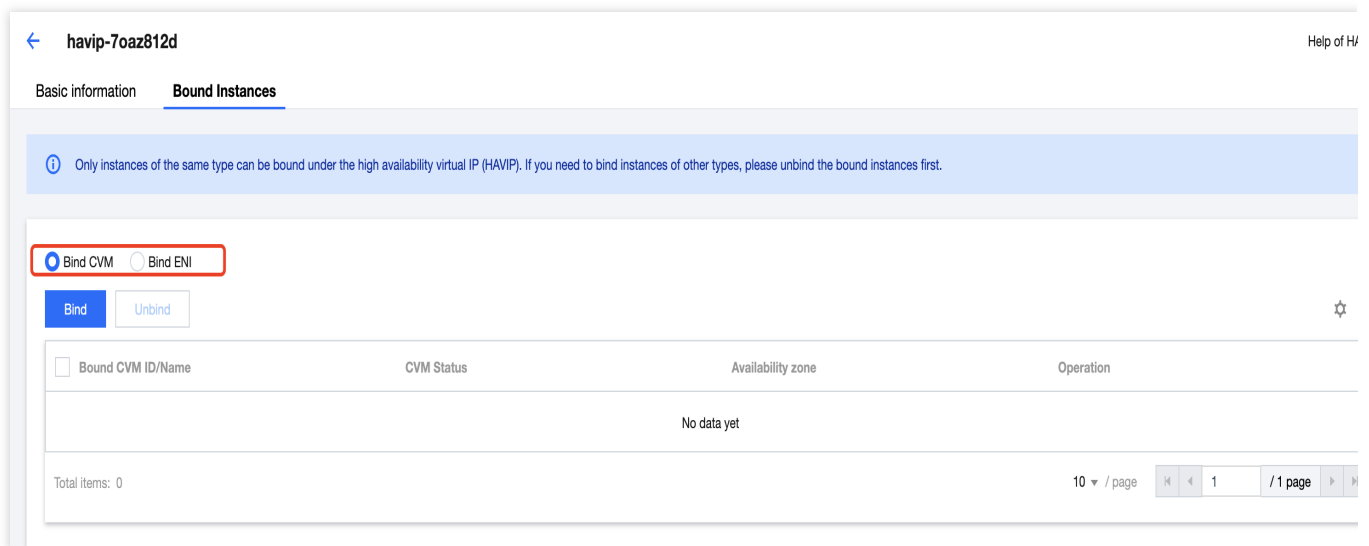 havip-7oaz812d
Help of HA
Basic information Bound Instances
Only instances of the same type can be bound under the high availability virtual IP (HAVIP). If you need to bind instances of other types, please unbind the bound instances first.
Bind CVM Bind ENI
Bind Unbind
Bound CVM ID/Name CVM Status Availability zone Operation
No data yet
Total items: 0 10 / page 1 / 1 page